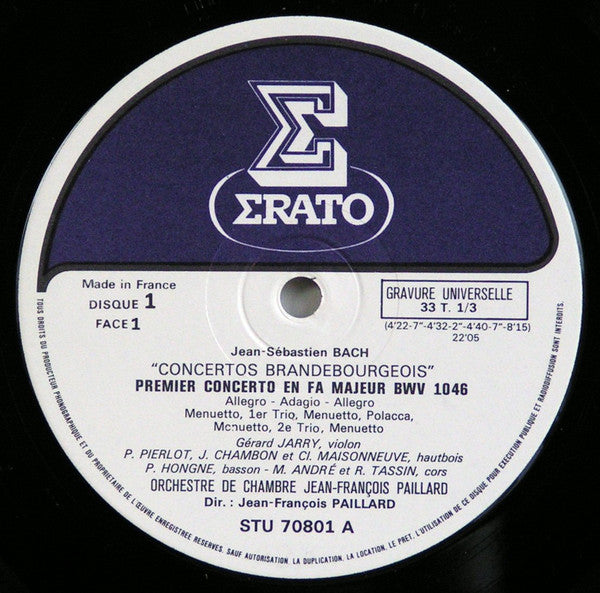 Σ
ΣRATO
Made in France
DISQUE 1
FACE 1
GRAVURE UNIVERSELLE
33 T. 1/3
(4'22-7"-4'32-2"-4'40-7"-8'15)
22'05
Jean-Sébastien BACH
"CONCERTOS BRANDEBOURGEOIS"
PREMIER CONCERTO EN FA MAJEUR BWV 1046
Allegro - Adagio - Allegro
Menuetto, 1er Trio, Menuetto, Polacca,
Menuetto, 2e Trio, Menuetto
Gérard JARRY, violon
P. PIERLOT, J. CHAMBON et Cl. MAISONNEUVE, hautbois
P. HONGNE, basson - M. ANDRÉ et R. TASSIN, cors
ORCHESTRE DE CHAMBRE JEAN-FRANÇOIS PAILLARD
Dir. : Jean-François PAILLARD
STU 70801 A
TOUS DROITS DU PRODUCTEUR PHONOGRAPHIQUE ET DU PROPRIETAIRE DE L'ŒUVRE ENREGISTREE RESERVES. SAUF AUTORISATION, LA DUPLICATION, LA LOCATION, LE PRET, L'UTILISATION DE CE DISQUE POUR EXECUTION PUBLIQUE ET RADIODIFFUSION SONT INTERDITS.